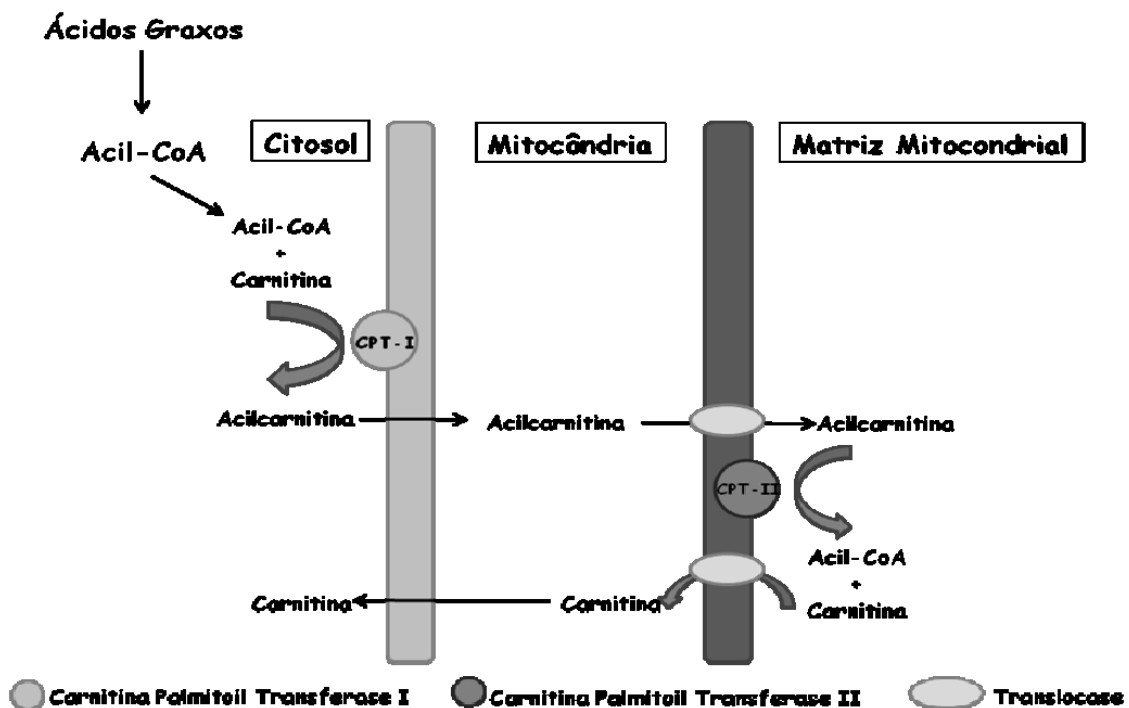 Ácidos Graxos
Acil-CoA
Citosol
Mitocôndria
Matriz Mitocondrial
Acil-CoA
+
Carnitina
CPT-I
Acilcarnitina
Acilcarnitina
Acilcarnitina
CPT-II
Acil-CoA
+
Carnitina
Carnitina
Carnitina
Carnitina Palmitoil Transferase I
Carnitina Palmitoil Transferase II
Translocase